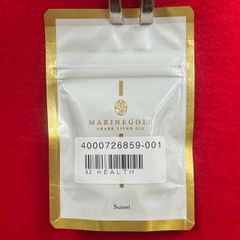 MARINEGOLD
SHARK LIVER OIL
4000726859-001
42 HEALTH
Suisei